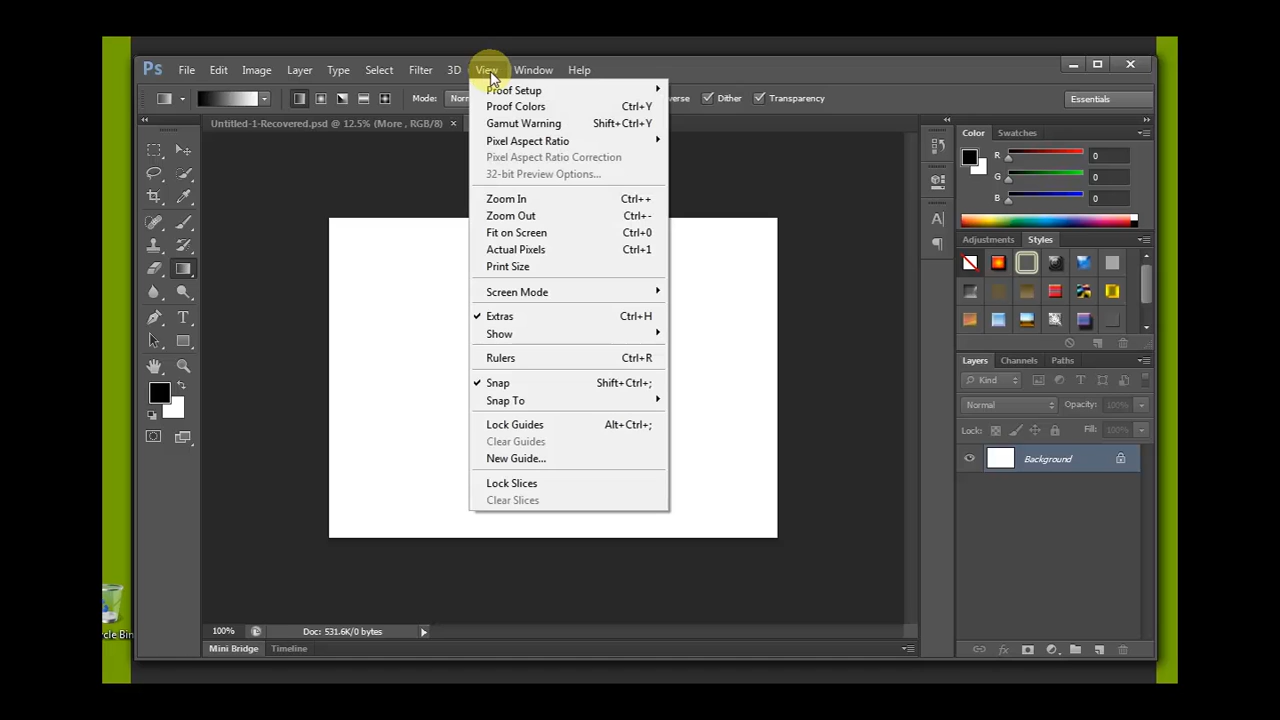 Ps File Edit Image Layer Type Select Filter 3D View Window Help
Mode: Dither Transparency Essentials
Untitled-1-Recovered.psd @ 12.5% (More , RGB/8) ×
Proof Setup
Proof Colors Ctrl+Y
Gamut Warning Shift+Ctrl+Y
Pixel Aspect Ratio
Pixel Aspect Ratio Correction
32-bit Preview Options...
Zoom In Ctrl++
Zoom Out Ctrl+-
Fit on Screen Ctrl+0
Actual Pixels Ctrl+1
Print Size
Screen Mode
Extras Ctrl+H
Show
Rulers Ctrl+R
Snap Shift+Ctrl+;
Snap To
Lock Guides Alt+Ctrl+;
Clear Guides
New Guide...
Lock Slices
Clear Slices
Color Swatches
R 0
G 0
B 0
Adjustments Styles
Layers Channels Paths
Kind
Normal Opacity: 100%
Lock: Fill: 100%
Background
100% Doc: 531.6K/0 bytes
Mini Bridge Timeline
Bin